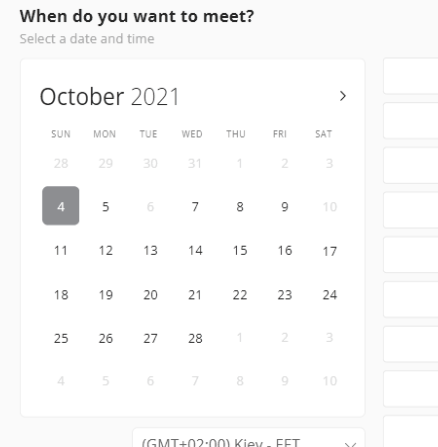 When do you want to meet?
Select a date and time
October 2021
SUN MON TUE WED THU FRI SAT
28 29 30 31 1 2 3
4 5 6 7 8 9 10
11 12 13 14 15 16 17
18 19 20 21 22 23 24
25 26 27 28 1 2 3
4 5 6 7 8 9 10
(GMT+02:00) Kiev - EET